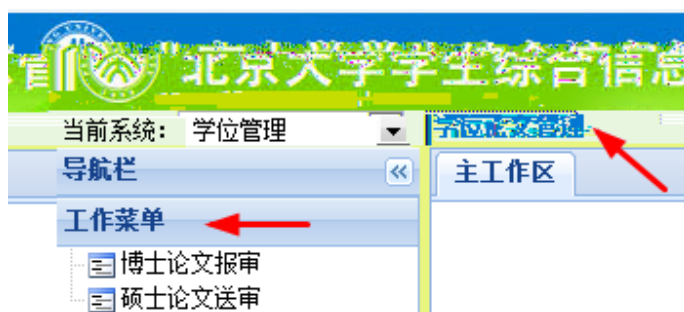 北京大学学生综合信息
当前系统： 学位管理
导航栏
主工作区
工作菜单
博士论文报审
硕士论文送审